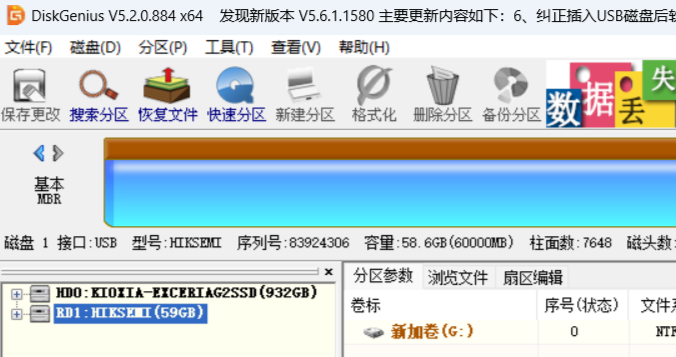 DiskGenius V5.2.0.884 x64 发现新版本 V5.6.1.1580 主要更新内容如下：6、纠正插入USB磁盘后
文件(F) 磁盘(D) 分区(P) 工具(T) 查看(V) 帮助(H)
保存更改 搜索分区 恢复文件 快速分区 新建分区 格式化 删除分区 备份分区 数据丢失
基本
MBR
磁盘 1 接口:USB 型号:HIKSEMI 序列号:83924306 容量:58.6GB(60000MB) 柱面数:7648 磁头数:
HD0:KIOXIA-EXCERIAG2SSD(932GB)
RD1:HIKSEMI(59GB)
分区参数 浏览文件 扇区编辑
卷标 序号(状态) 文件
新加卷(G:) 0